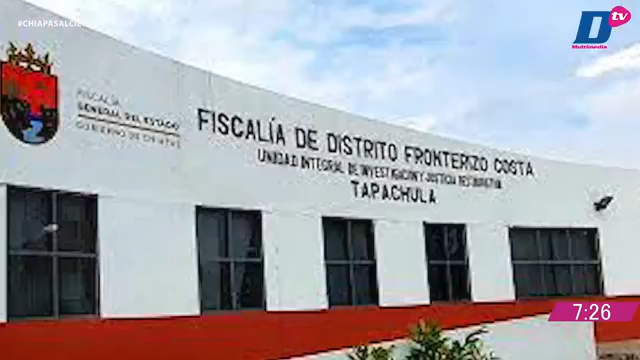 #CHIAPASALCIE
D tv
Multimedia
FISCALÍA
GENERAL DEL ESTADO
GOBIERNO DE CHIAPAS
FISCALÍA DE DISTRITO FRONTERIZO COSTA
UNIDAD INTEGRAL DE INVESTIGACIÓN Y JUSTICIA RESTAURATIVA
TAPACHULA
7:26